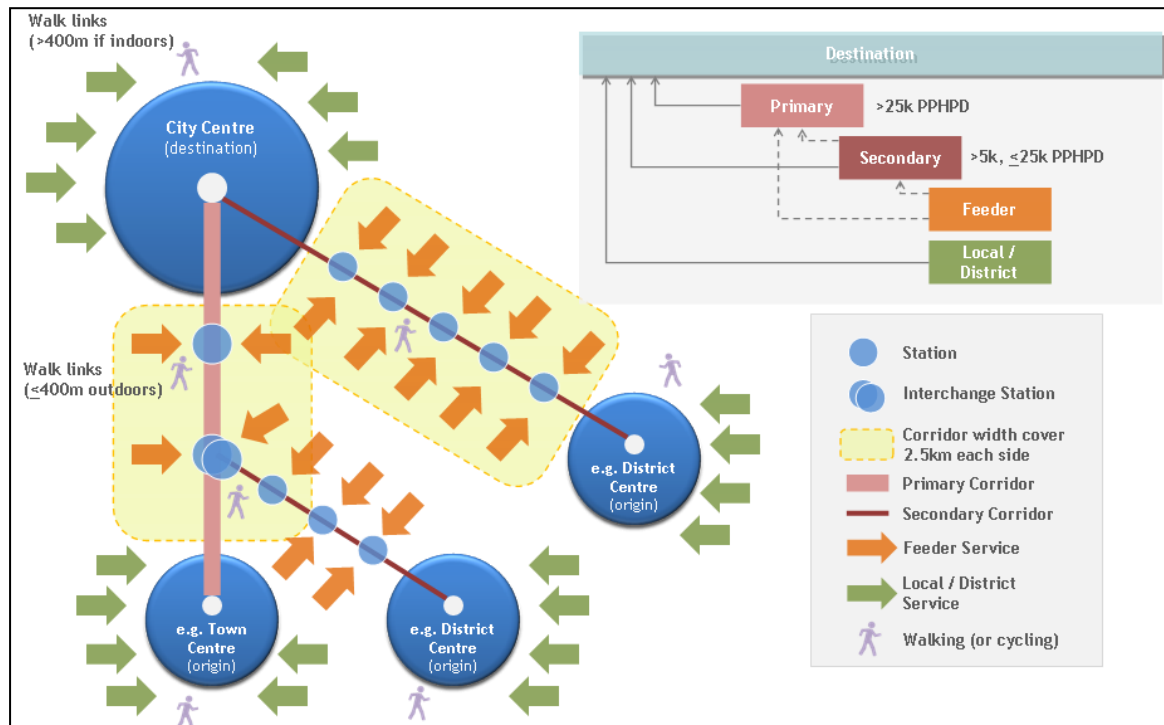 Walk links
(>400m if indoors)
City Centre
(destination)
Walk links
(≤400m outdoors)
e.g. Town
Centre
(origin)
e.g. District
Centre
(origin)
e.g. District
Centre
(origin)
Destination
Primary
>25k PPHPD
Secondary
>5k, ≤25k PPHPD
Feeder
Local /
District
Station
Interchange Station
Corridor width cover
2.5km each side
Primary Corridor
Secondary Corridor
Feeder Service
Local / District
Service
Walking (or cycling)